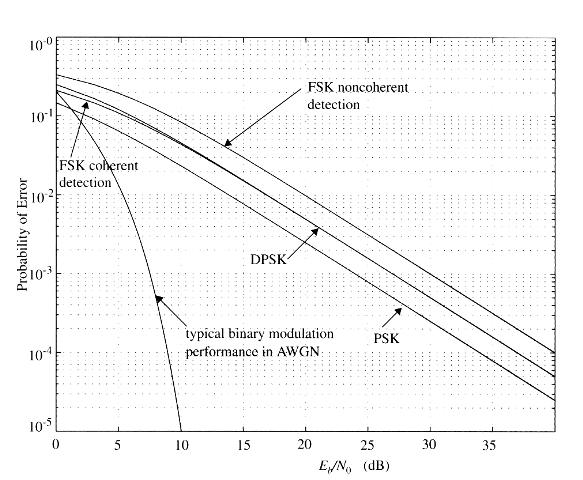 10-0
FSK noncoherent
detection
10-1
FSK coherent
detection
10-2
Probability of Error
DPSK
10-3
typical binary modulation
performance in AWGN
PSK
10-4
10-5
0 5 10 15 20 25 30 35
Eb/N0 (dB)